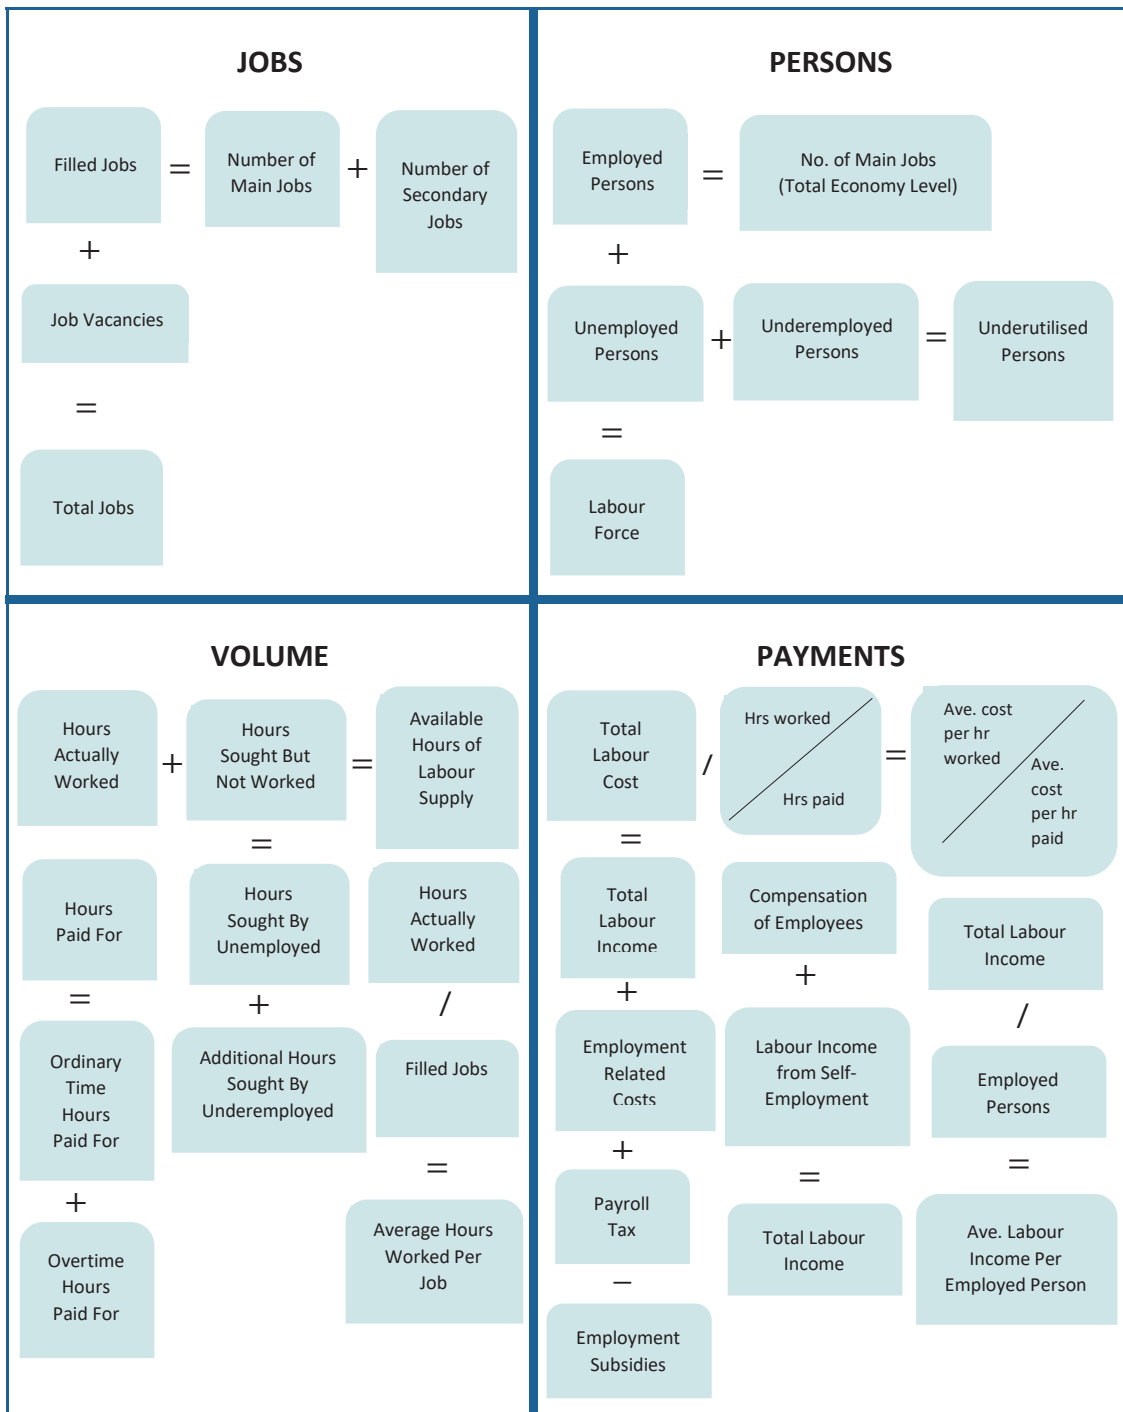 JOBS
Filled Jobs
=
Number of
Main Jobs
+
Number of
Secondary
Jobs
+
Job Vacancies
=
Total Jobs
PERSONS
Employed
Persons
=
No. of Main Jobs
(Total Economy Level)
+
Unemployed
Persons
+
Underemployed
Persons
=
Underutilised
Persons
=
Labour
Force
VOLUME
Hours
Actually
Worked
+
Hours
Sought But
Not Worked
=
Available
Hours of
Labour
Supply
=
Hours
Paid For
Hours
Sought By
Unemployed
Hours
Actually
Worked
=
+
/
Ordinary
Time
Hours
Paid For
Additional Hours
Sought By
Underemployed
Filled Jobs
+
=
Overtime
Hours
Paid For
Average Hours
Worked Per
Job
PAYMENTS
Total
Labour
Cost
/
Hrs worked
Hrs paid
=
Ave. cost
per hr
worked
Ave.
cost
per hr
paid
=
Total
Labour
Income
Compensation
of Employees
Total Labour
Income
+
+
/
Employment
Related
Costs
Labour Income
from Self-
Employment
Employed
Persons
+
=
=
Payroll
Tax
Total Labour
Income
Ave. Labour
Income Per
Employed Person
−
Employment
Subsidies